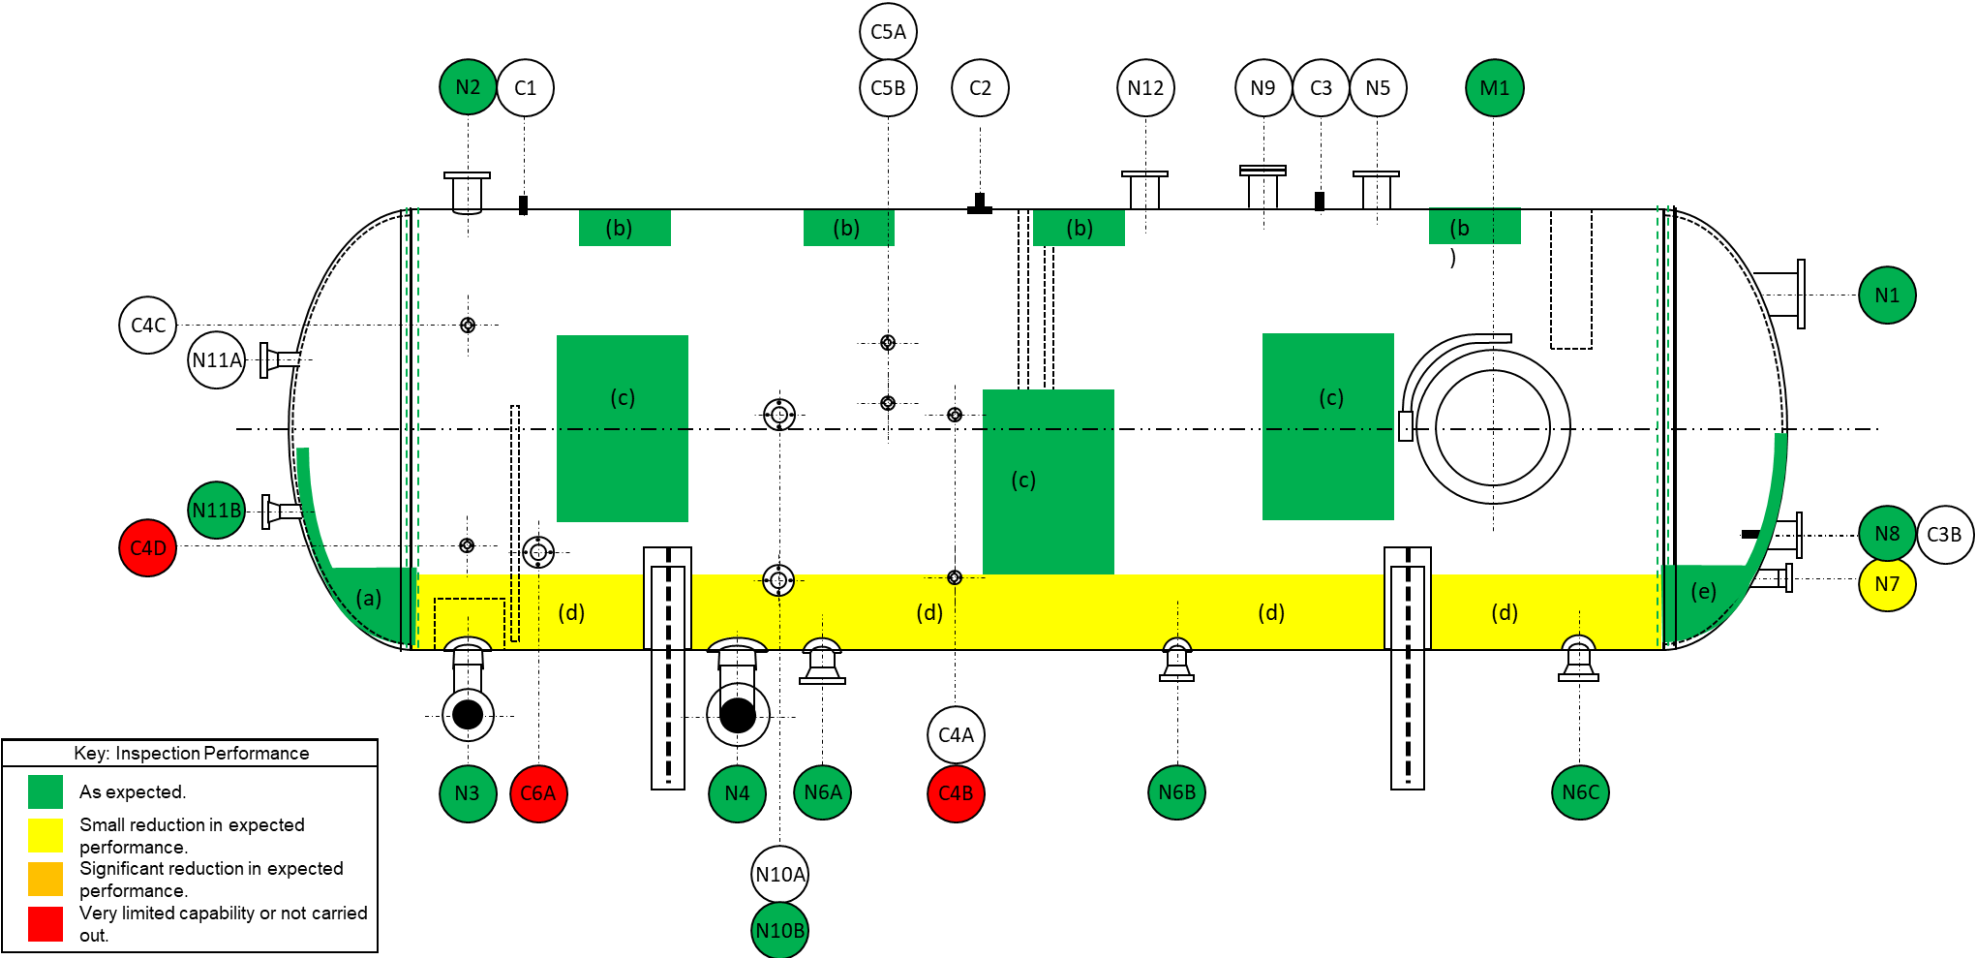 C5A
N2
C1
C5B
C2
N12
N9
C3
N5
M1
(b)
(b)
(b)
(b
)
N1
C4C
N11A
(c)
(c)
(c)
N11B
C4D
N8
C3B
N7
(a)
(d)
(d)
(d)
(d)
(e)
C4A
N3
C6A
N4
N6A
C4B
N6B
N6C
N10A
N10B
Key: Inspection Performance
As expected.
Small reduction in expected
performance.
Significant reduction in expected
performance.
Very limited capability or not carried
out.